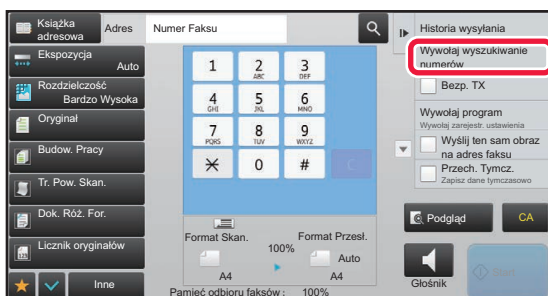 Książka
adresowa
Adres
Numer Faksu
Ekspozycja
Auto
Rozdzielczość
Bardzo Wysoka
Oryginał
Budow. Pracy
Tr. Pow. Skan.
Dok. Róż. For.
Licznik oryginałów
Inne
1
2
ABC
3
DEF
4
GHI
5
JKL
6
MNO
7
PQRS
8
TUV
9
WXYZ
0
#
C
Format Skan.
100%
Format Przesł.
Auto
A4
A4
Pamięć odbioru faksów : 100%
Historia wysyłania
Wywołaj wyszukiwanie
numerów
Bezp. TX
Wywołaj program
Wywołaj zarejestr. ustawienia
Wyślij ten sam obraz
na adres faksu
Przech. Tymcz.
Zapisz dane tymczasowo
Podgląd
CA
Głośnik
Start